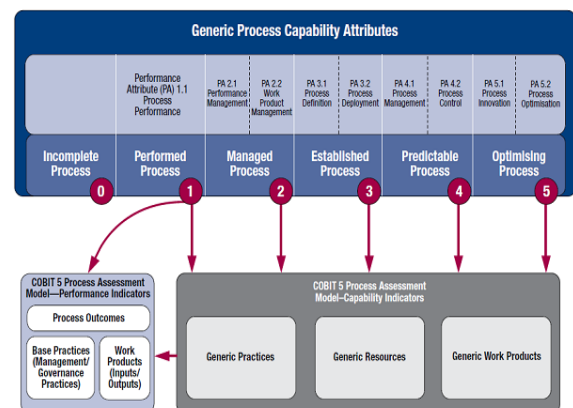 Generic Process Capability Attributes
Performance
Attribute (PA) 1.1
Process
Performance
PA 2.1
Performance
Management
PA 2.2
Work
Product
Management
PA 3.1
Process
Definition
PA 3.2
Process
Deployment
PA 4.1
Process
Management
PA 4.2
Process
Control
PA 5.1
Process
Innovation
PA 5.2
Process
Optimisation
Incomplete
Process
0
Performed
Process
1
Managed
Process
2
Established
Process
3
Predictable
Process
4
Optimising
Process
5
COBIT 5 Process Assessment
Model—Performance Indicators
Process Outcomes
Base Practices
(Management/
Governance
Practices)
Work
Products
(Inputs/
Outputs)
COBIT 5 Process Assessment
Model–Capability Indicators
Generic Practices
Generic Resources
Generic Work Products